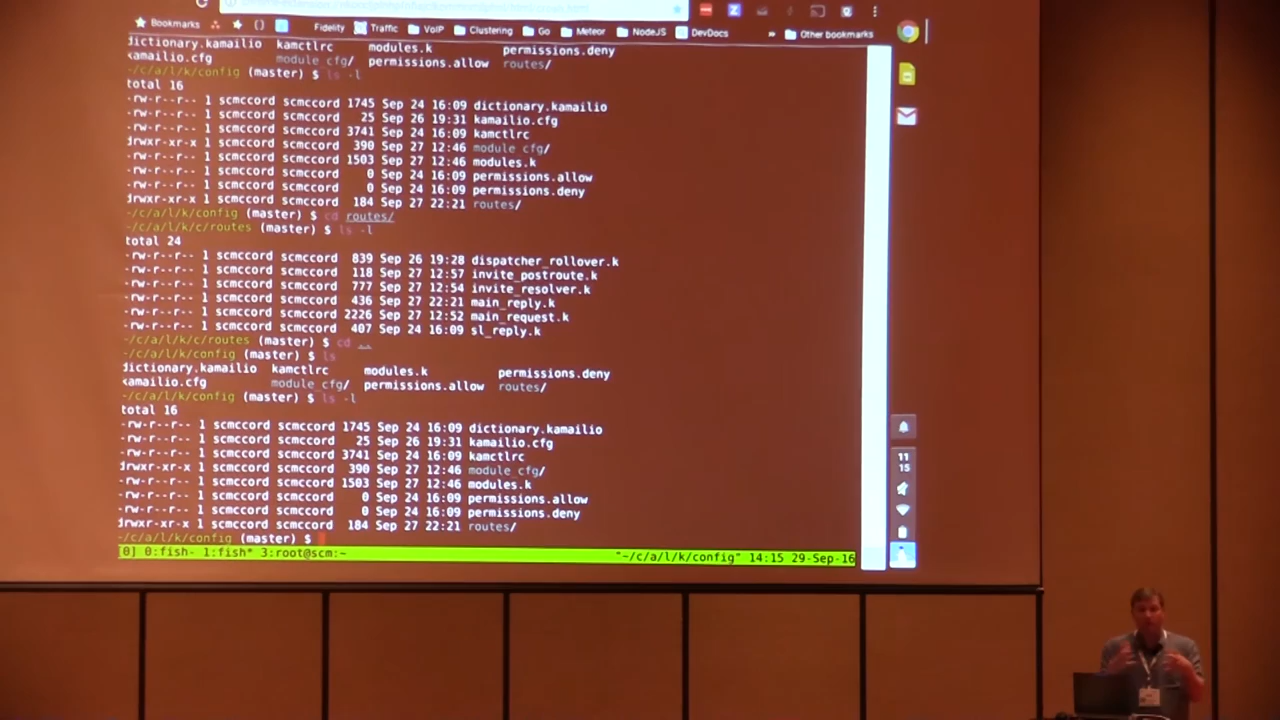 Bookmarks {} Fidelity Traffic VoIP Clustering Go Meteor NodeJS DevDocs » Other bookmarks
dictionary.kamailio kamctlrc modules.k permissions.deny
kamailio.cfg module_cfg/ permissions.allow routes/
~/c/a/l/k/config (master) $ ls -l
total 16
-rw-r--r-- 1 scmccord scmccord 1745 Sep 24 16:09 dictionary.kamailio
-rw-r--r-- 1 scmccord scmccord 25 Sep 26 19:31 kamailio.cfg
-rw-r--r-- 1 scmccord scmccord 3741 Sep 24 16:09 kamctlrc
drwxr-xr-x 1 scmccord scmccord 390 Sep 27 12:46 module_cfg/
-rw-r--r-- 1 scmccord scmccord 1503 Sep 27 12:46 modules.k
-rw-r--r-- 1 scmccord scmccord 0 Sep 24 16:09 permissions.allow
-rw-r--r-- 1 scmccord scmccord 0 Sep 24 16:09 permissions.deny
drwxr-xr-x 1 scmccord scmccord 184 Sep 27 22:21 routes/
~/c/a/l/k/config (master) $ cd routes/
~/c/a/l/k/c/routes (master) $ ls -l
total 24
-rw-r--r-- 1 scmccord scmccord 839 Sep 26 19:28 dispatcher_rollover.k
-rw-r--r-- 1 scmccord scmccord 118 Sep 27 12:57 invite_postroute.k
-rw-r--r-- 1 scmccord scmccord 777 Sep 27 12:54 invite_resolver.k
-rw-r--r-- 1 scmccord scmccord 436 Sep 27 22:21 main_reply.k
-rw-r--r-- 1 scmccord scmccord 2226 Sep 27 12:52 main_request.k
-rw-r--r-- 1 scmccord scmccord 407 Sep 24 16:09 sl_reply.k
~/c/a/l/k/c/routes (master) $ cd ..
~/c/a/l/k/config (master) $ ls
dictionary.kamailio kamctlrc modules.k permissions.deny
kamailio.cfg module_cfg/ permissions.allow routes/
~/c/a/l/k/config (master) $ ls -l
total 16
-rw-r--r-- 1 scmccord scmccord 1745 Sep 24 16:09 dictionary.kamailio
-rw-r--r-- 1 scmccord scmccord 25 Sep 26 19:31 kamailio.cfg
-rw-r--r-- 1 scmccord scmccord 3741 Sep 24 16:09 kamctlrc
drwxr-xr-x 1 scmccord scmccord 390 Sep 27 12:46 module_cfg/
-rw-r--r-- 1 scmccord scmccord 1503 Sep 27 12:46 modules.k
-rw-r--r-- 1 scmccord scmccord 0 Sep 24 16:09 permissions.allow
-rw-r--r-- 1 scmccord scmccord 0 Sep 24 16:09 permissions.deny
drwxr-xr-x 1 scmccord scmccord 184 Sep 27 22:21 routes/
~/c/a/l/k/config (master) $
[0] 0:fish- 1:fish* 3:root@scm:~ "~/c/a/l/k/config" 14:15 29-Sep-16
11
15